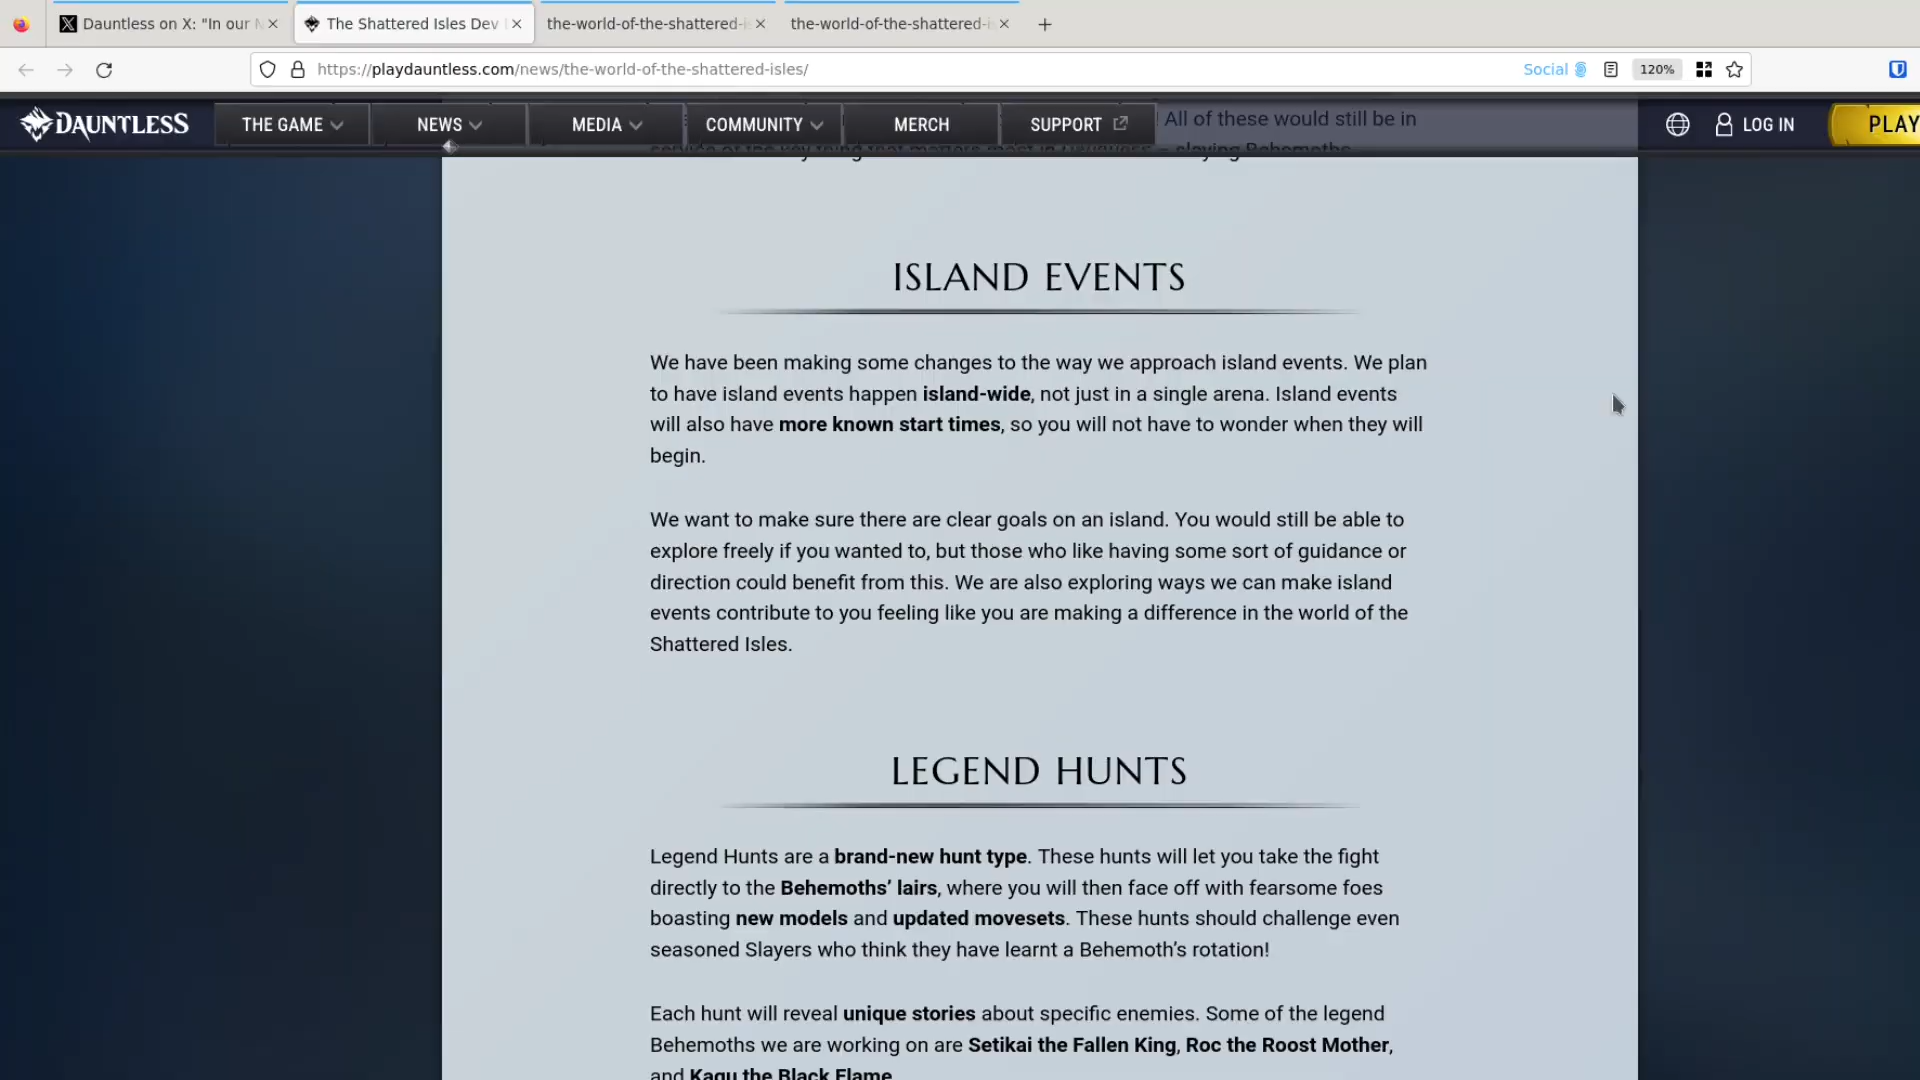 Dauntless on X: "In our N
The Shattered Isles Dev
the-world-of-the-shattered-
the-world-of-the-shattered-
https://playdauntless.com/news/the-world-of-the-shattered-isles/
Social
120%
DAUNTLESS
THE GAME
NEWS
MEDIA
COMMUNITY
MERCH
SUPPORT
LOG IN
PLAY
! All of these would still be in
service of the key thing that matters most in Dauntless – slaying Behemoths.
ISLAND EVENTS
We have been making some changes to the way we approach island events. We plan
to have island events happen island-wide, not just in a single arena. Island events
will also have more known start times, so you will not have to wonder when they will
begin.
We want to make sure there are clear goals on an island. You would still be able to
explore freely if you wanted to, but those who like having some sort of guidance or
direction could benefit from this. We are also exploring ways we can make island
events contribute to you feeling like you are making a difference in the world of the
Shattered Isles.
LEGEND HUNTS
Legend Hunts are a brand-new hunt type. These hunts will let you take the fight
directly to the Behemoths’ lairs, where you will then face off with fearsome foes
boasting new models and updated movesets. These hunts should challenge even
seasoned Slayers who think they have learnt a Behemoth’s rotation!
Each hunt will reveal unique stories about specific enemies. Some of the legend
Behemoths we are working on are Setikai the Fallen King, Roc the Roost Mother,
and Kagu the Black Flame.